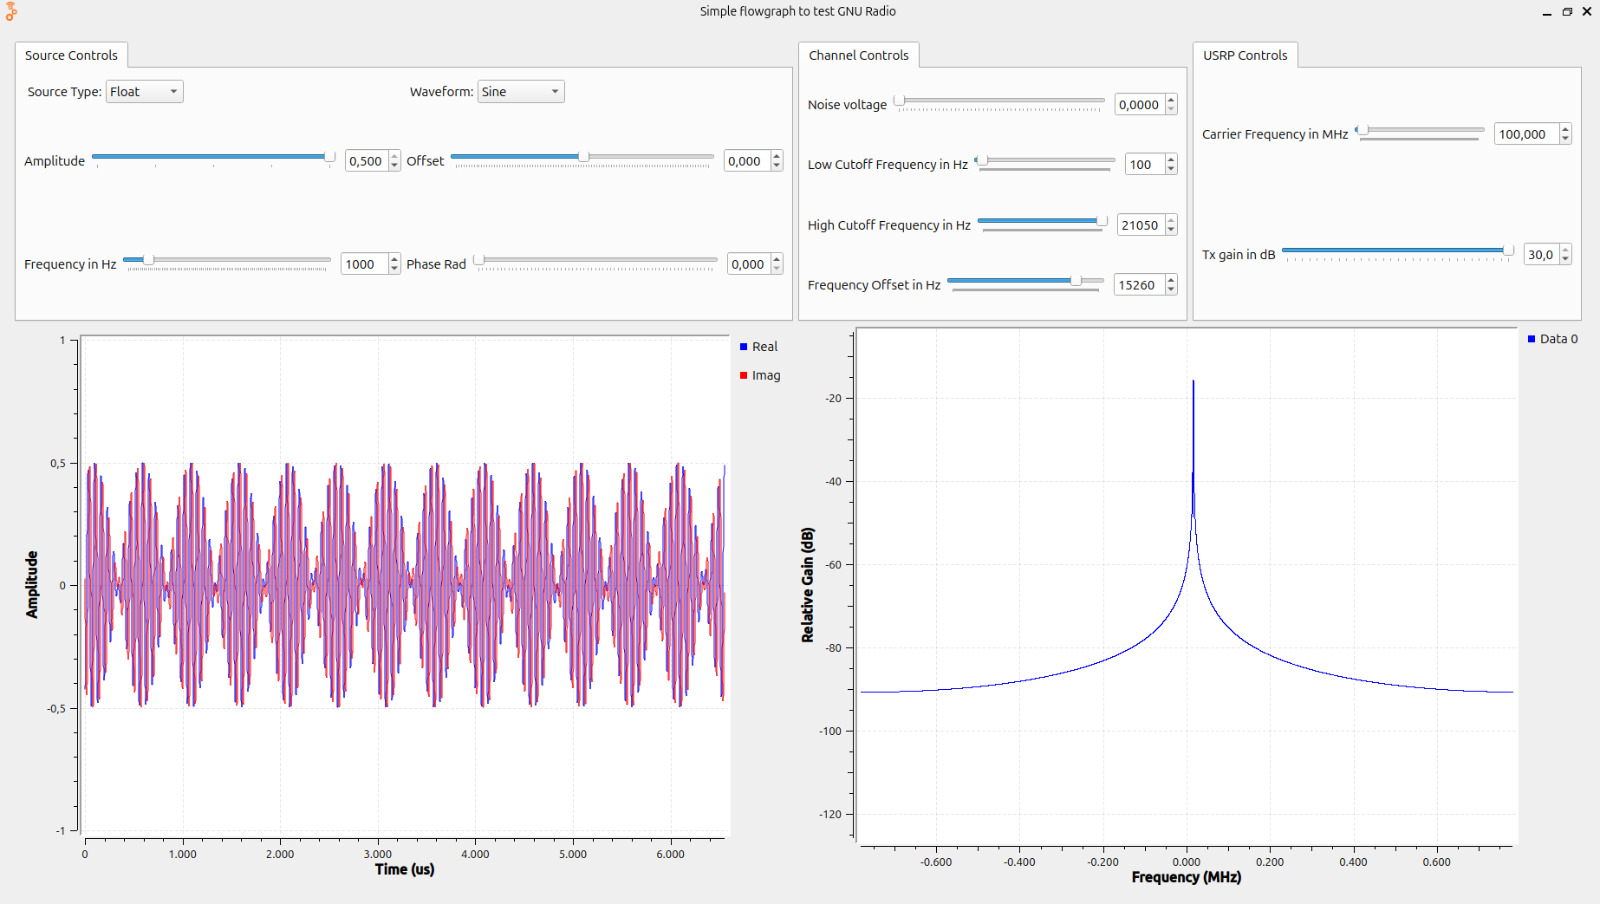 Simple flowgraph to test GNU Radio
Source Controls
Source Type: Float
Waveform: Sine
Amplitude 0,500
Offset 0,000
Frequency in Hz 1000
Phase Rad 0,000
Channel Controls
Noise voltage 0,0000
Low Cutoff Frequency in Hz 100
High Cutoff Frequency in Hz 21050
Frequency Offset in Hz 15260
USRP Controls
Carrier Frequency in MHz 100,000
Tx gain in dB 30,0
1
0,5
0
-0,5
-1
Amplitude
0 1.000 2.000 3.000 4.000 5.000 6.000
Time (us)
Real
Imag
-20
-40
-60
-80
-100
-120
Relative Gain (dB)
-0.600 -0.400 -0.200 0.000 0.200 0.400 0.600
Frequency (MHz)
Data 0